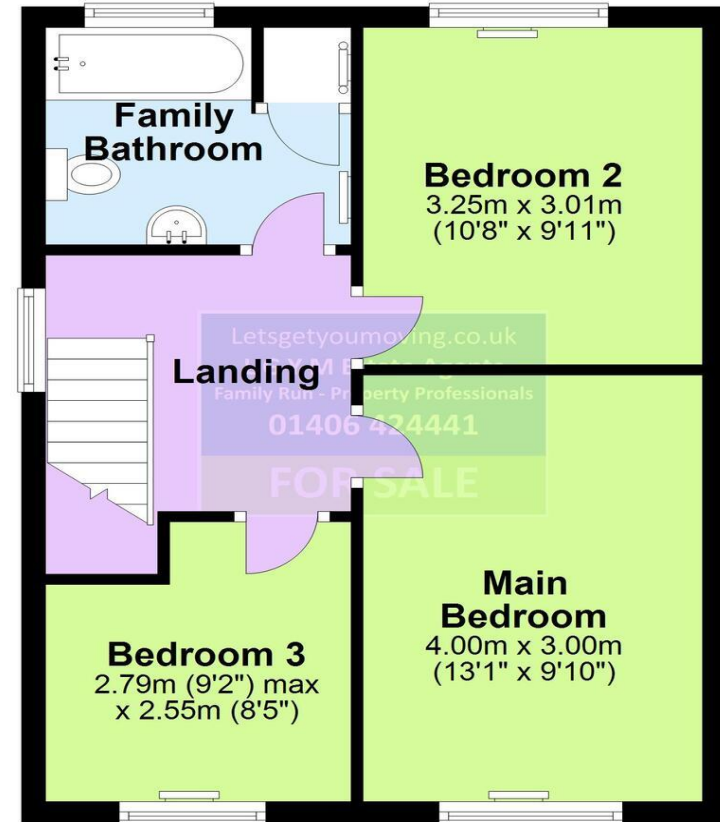 Family
Bathroom
Bedroom 2
3.25m x 3.01m
(10'8" x 9'11")
Letsgetyoumoving.co.uk
Landing
Family Run - Property Professionals
01406 424441
FOR SALE
Main
Bedroom
4.00m x 3.00m
(13'1" x 9'10")
Bedroom 3
2.79m (9'2") max
x 2.55m (8'5")